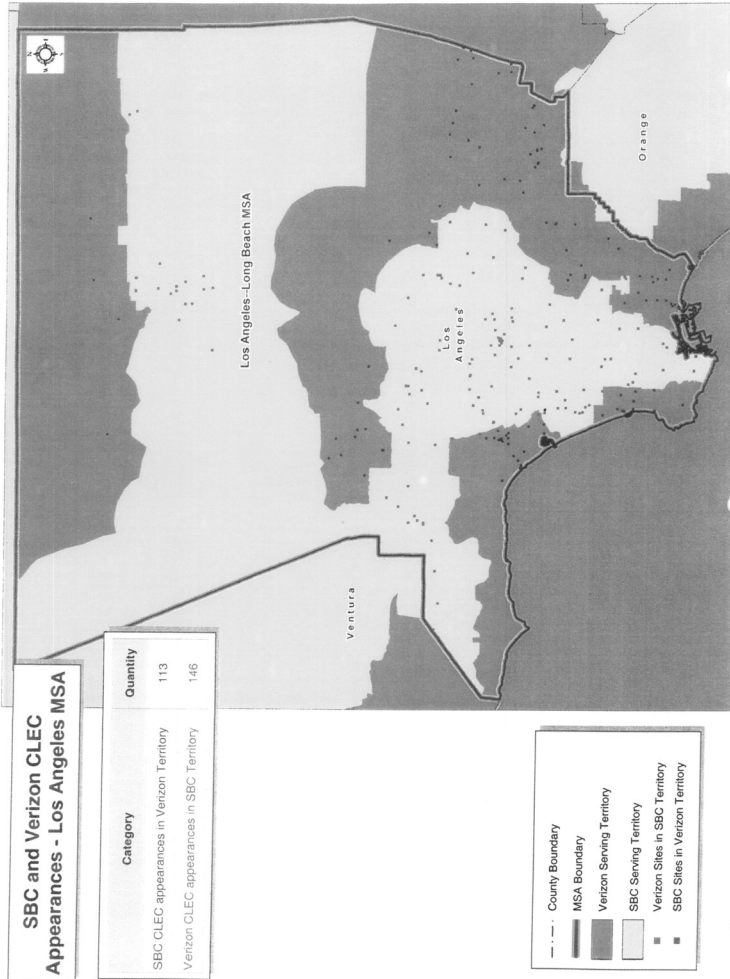 SBC and Verizon CLEC
Appearances - Los Angeles MSA
Category Quantity
SBC CLEC appearances in Verizon Territory 113
Verizon CLEC appearances in SBC Territory 146
N
Los Angeles--Long Beach MSA
Ventura
Los
Angeles
Orange
County Boundary
MSA Boundary
Verizon Serving Territory
SBC Serving Territory
Verizon Sites in SBC Territory
SBC Sites in Verizon Territory